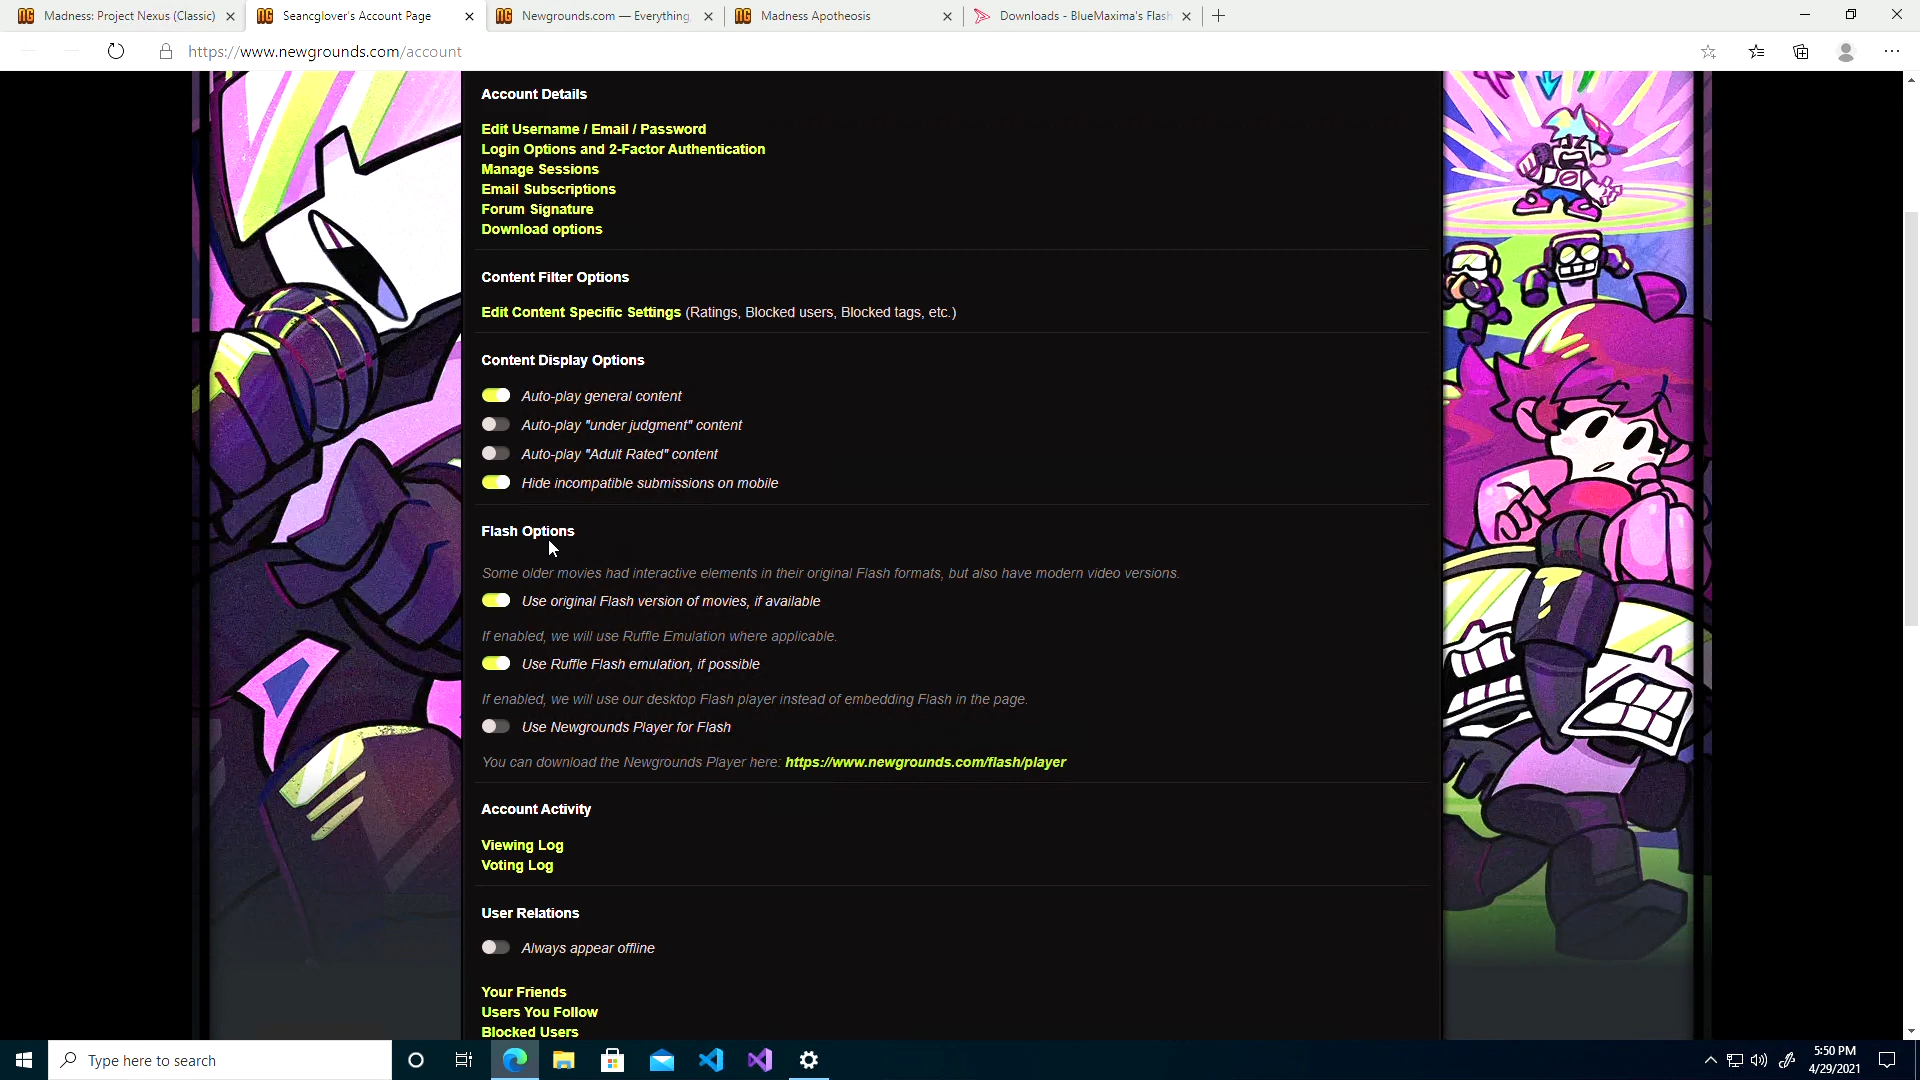 Madness: Project Nexus (Classic)
Seancglover's Account Page
Newgrounds.com — Everything,
Madness Apotheosis
Downloads - BlueMaxima's Flash
https://www.newgrounds.com/account
Account Details
Edit Username / Email / Password
Login Options and 2-Factor Authentication
Manage Sessions
Email Subscriptions
Forum Signature
Download options
Content Filter Options
Edit Content Specific Settings (Ratings, Blocked users, Blocked tags, etc.)
Content Display Options
Auto-play general content
Auto-play "under judgment" content
Auto-play "Adult Rated" content
Hide incompatible submissions on mobile
Flash Options
Some older movies had interactive elements in their original Flash formats, but also have modern video versions.
Use original Flash version of movies, if available
If enabled, we will use Ruffle Emulation where applicable.
Use Ruffle Flash emulation, if possible
If enabled, we will use our desktop Flash player instead of embedding Flash in the page.
Use Newgrounds Player for Flash
You can download the Newgrounds Player here: https://www.newgrounds.com/flash/player
Account Activity
Viewing Log
Voting Log
User Relations
Always appear offline
Your Friends
Users You Follow
Blocked Users
Type here to search
5:50 PM
4/29/2021